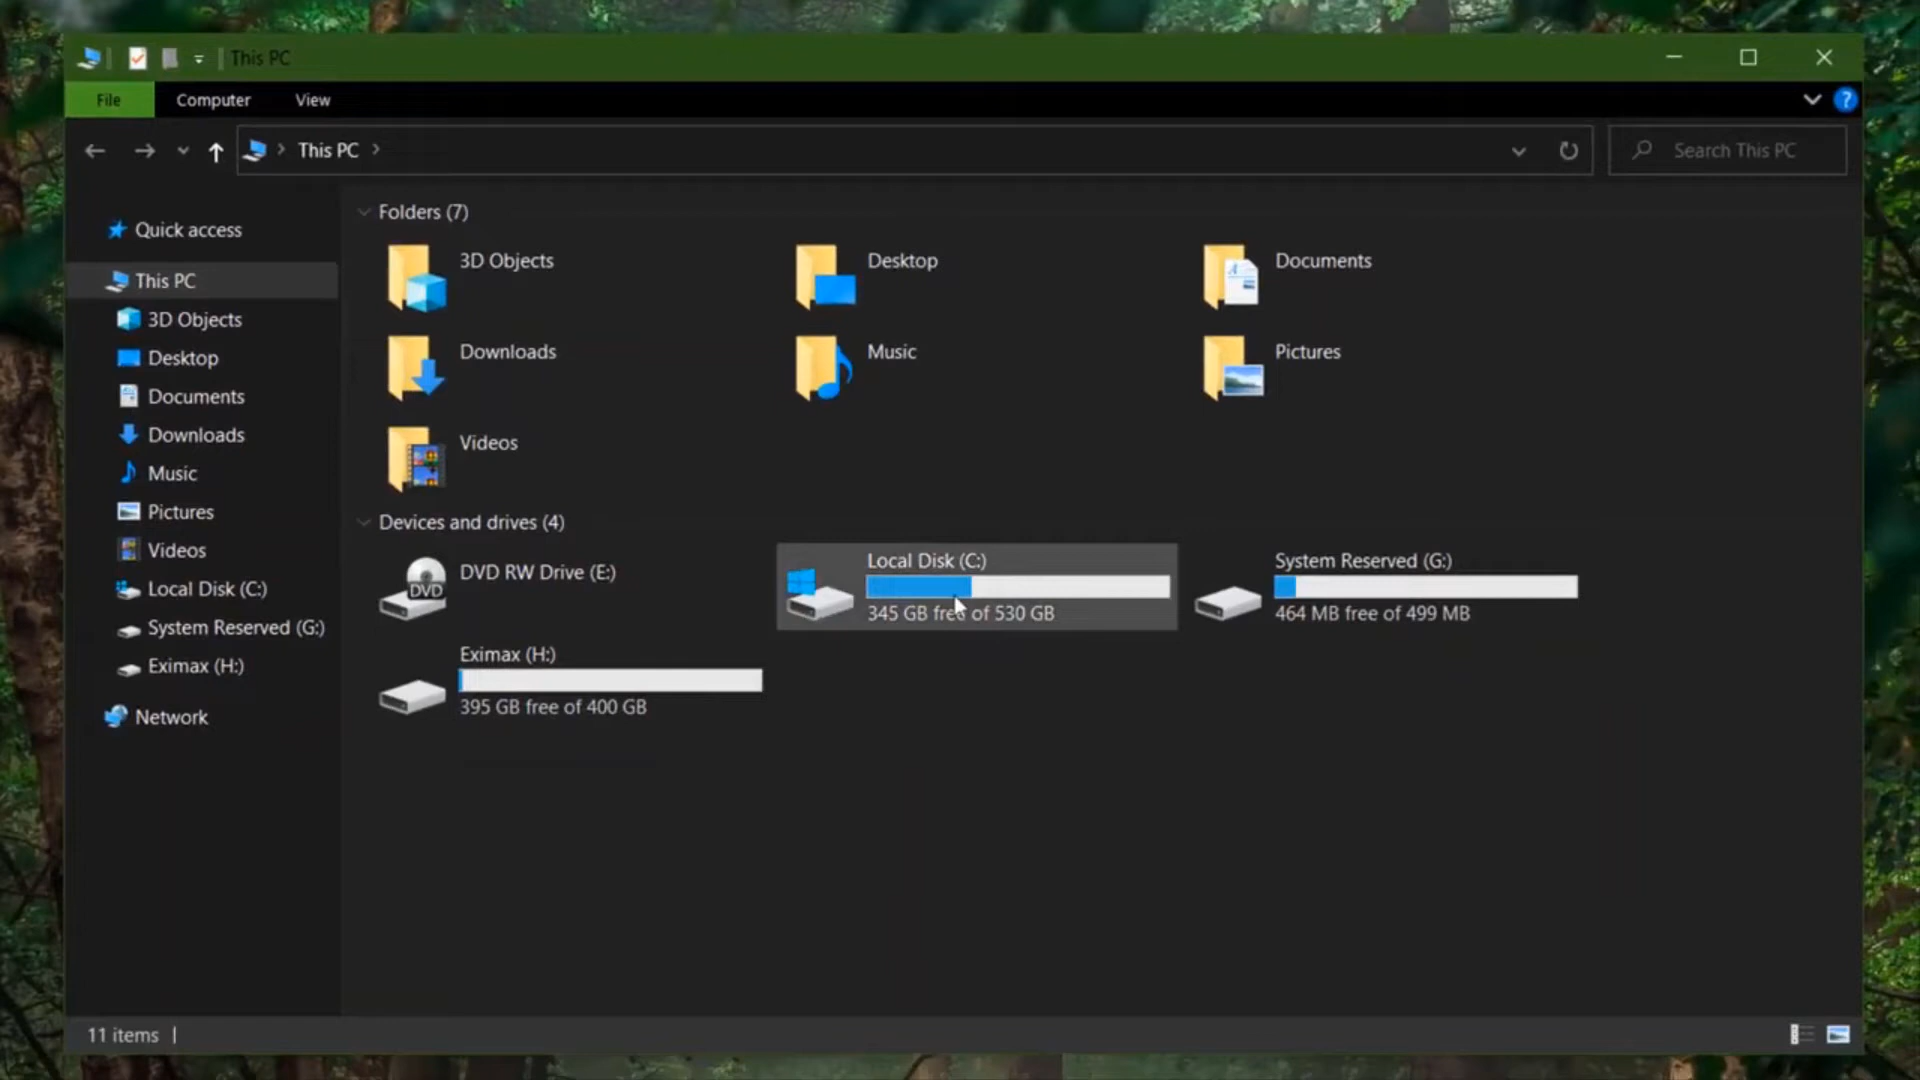 This PC
File Computer View
?
This PC
Search This PC
Quick access
This PC
3D Objects
Desktop
Documents
Downloads
Music
Pictures
Videos
Local Disk (C:)
System Reserved (G:)
Eximax (H:)
Network
Folders (7)
3D Objects
Desktop
Documents
Downloads
Music
Pictures
Videos
Devices and drives (4)
DVD
DVD RW Drive (E:)
Local Disk (C:)
345 GB free of 530 GB
System Reserved (G:)
464 MB free of 499 MB
Eximax (H:)
395 GB free of 400 GB
11 items